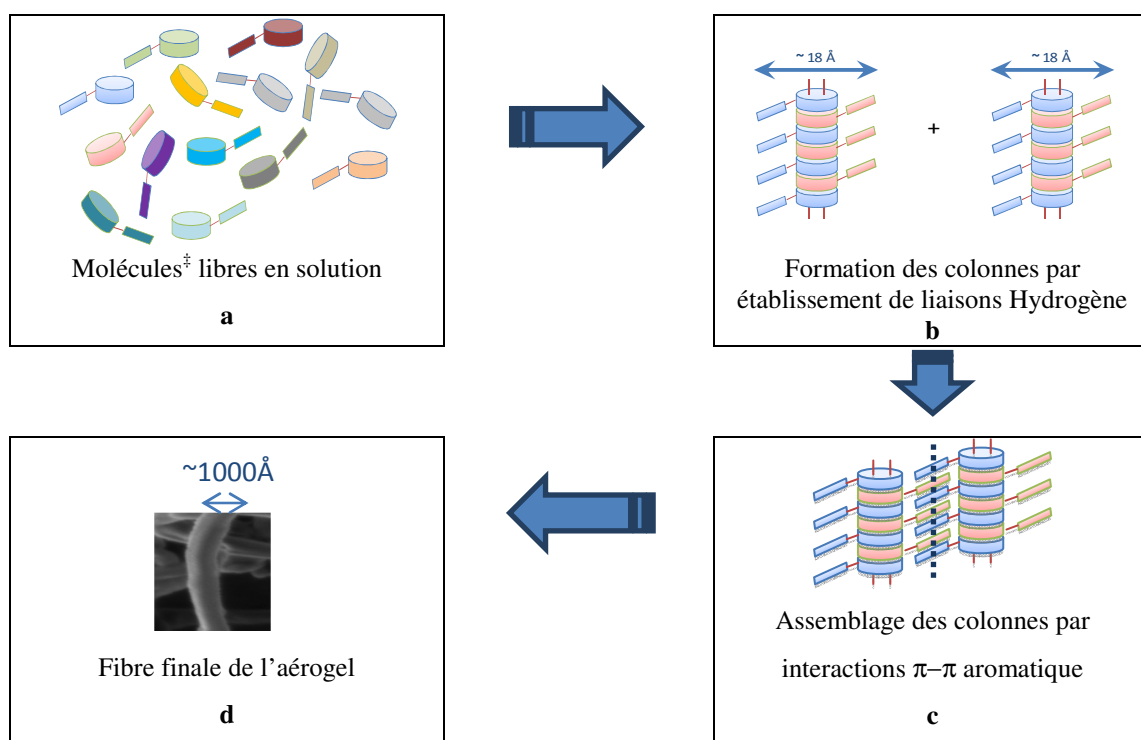 Molécules‡ libres en solution
a
~ 18 Å
~ 18 Å
+
Formation des colonnes par
établissement de liaisons Hydrogène
b
Assemblage des colonnes par
interactions π−π aromatique
c
~1000Å
Fibre finale de l’aérogel
d